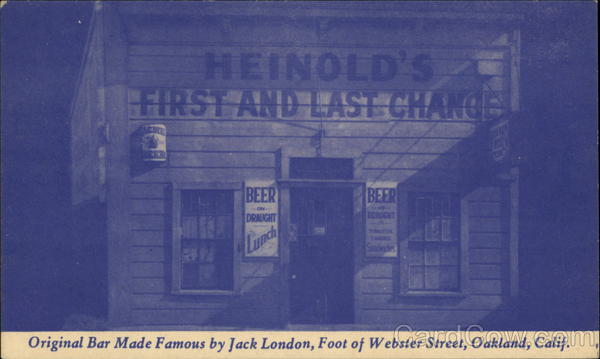 HEINOLD'S
FIRST AND LAST CHANCE
BEER
ON
DRAUGHT
Lunch
BEER
ON
DRAUGHT
Sandwiches
Original Bar Made Famous by Jack London, Foot of Webster Street, Oakland, Calif.
CardCow.com